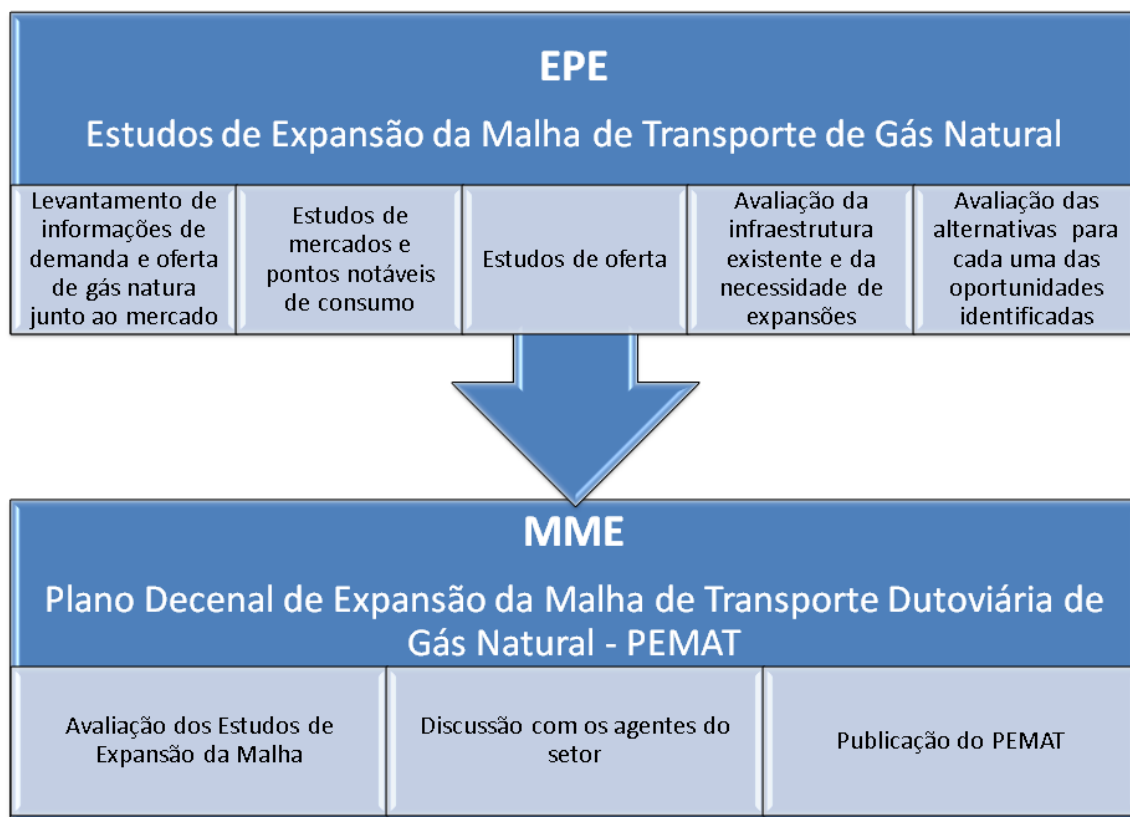 EPE
Estudos de Expansão da Malha de Transporte de Gás Natural
Levantamento de
informações de
demanda e oferta
de gás natura
junto ao mercado
Estudos de
mercados e
pontos notáveis
de consumo
Estudos de oferta
Avaliação da
infraestrutura
existente e da
necessidade de
expansões
Avaliação das
alternativas para
cada uma das
oportunidades
identificadas
MME
Plano Decenal de Expansão da Malha de Transporte Dutoviária de
Gás Natural - PEMAT
Avaliação dos Estudos de
Expansão da Malha
Discussão com os agentes do
setor
Publicação do PEMAT